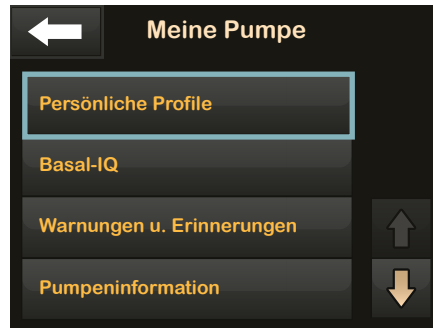 Meine Pumpe
Persönliche Profile
Basal-IQ
Warnungen u. Erinnerungen
Pumpeninformation